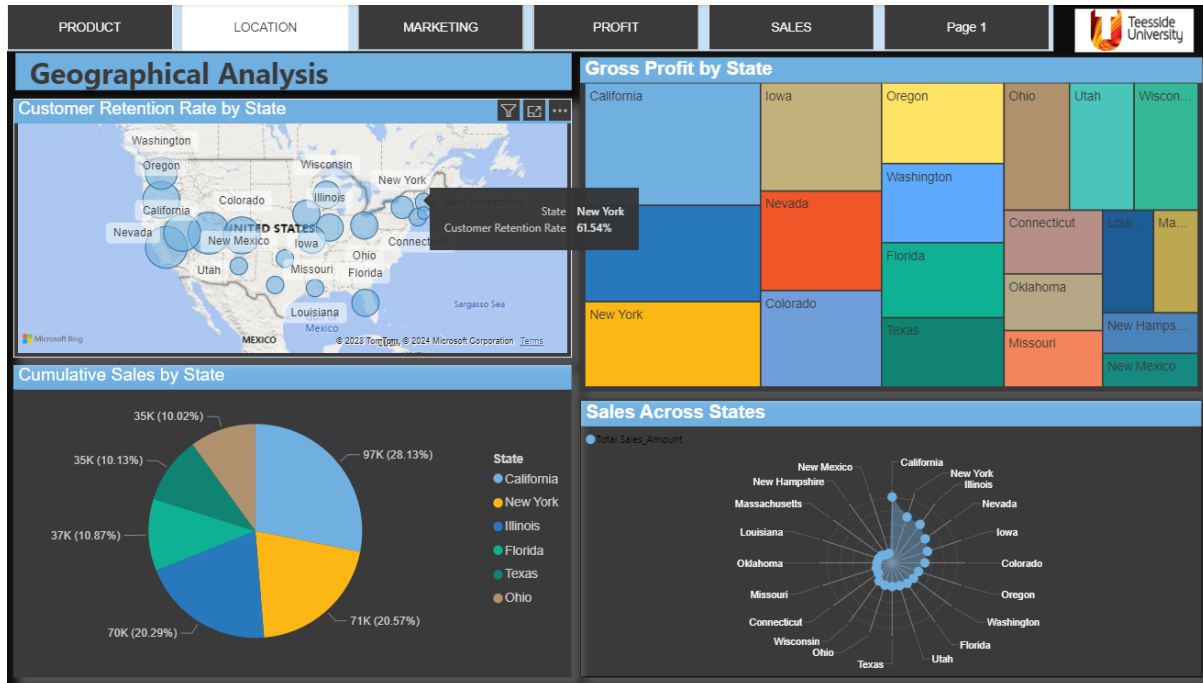 PRODUCT
LOCATION
MARKETING
PROFIT
SALES
Page 1
Teesside
University
Geographical Analysis
Customer Retention Rate by State
Washington
Oregon
Wisconsin
New York
Colorado
Illinois
New Hampshire
California
State New York
Customer Retention Rate 61.54%
Nevada
UNITED STATES
New Mexico
Iowa
Connect
Ohio
Utah
Missouri
Florida
Sargasso Sea
Louisiana
Gulf of
Mexico
Microsoft Bing
MEXICO
© 2023 TomTom, © 2024 Microsoft Corporation Terms
Gross Profit by State
California
Iowa
Oregon
Ohio
Utah
Wiscon...
Washington
Nevada
Connecticut
Loui...
Ma...
Florida
Oklahoma
New York
Colorado
Texas
Missouri
New Hamps...
New Mexico
Cumulative Sales by State
35K (10.02%)
97K (28.13%)
35K (10.13%)
37K (10.87%)
70K (20.29%)
71K (20.57%)
State
California
New York
Illinois
Florida
Texas
Ohio
Sales Across States
Total Sales_Amount
California
New York
Illinois
Nevada
Iowa
Colorado
Oregon
Washington
Florida
Utah
Texas
Ohio
Wisconsin
Connecticut
Missouri
Oklahoma
Louisiana
Massachusetts
New Hampshire
New Mexico